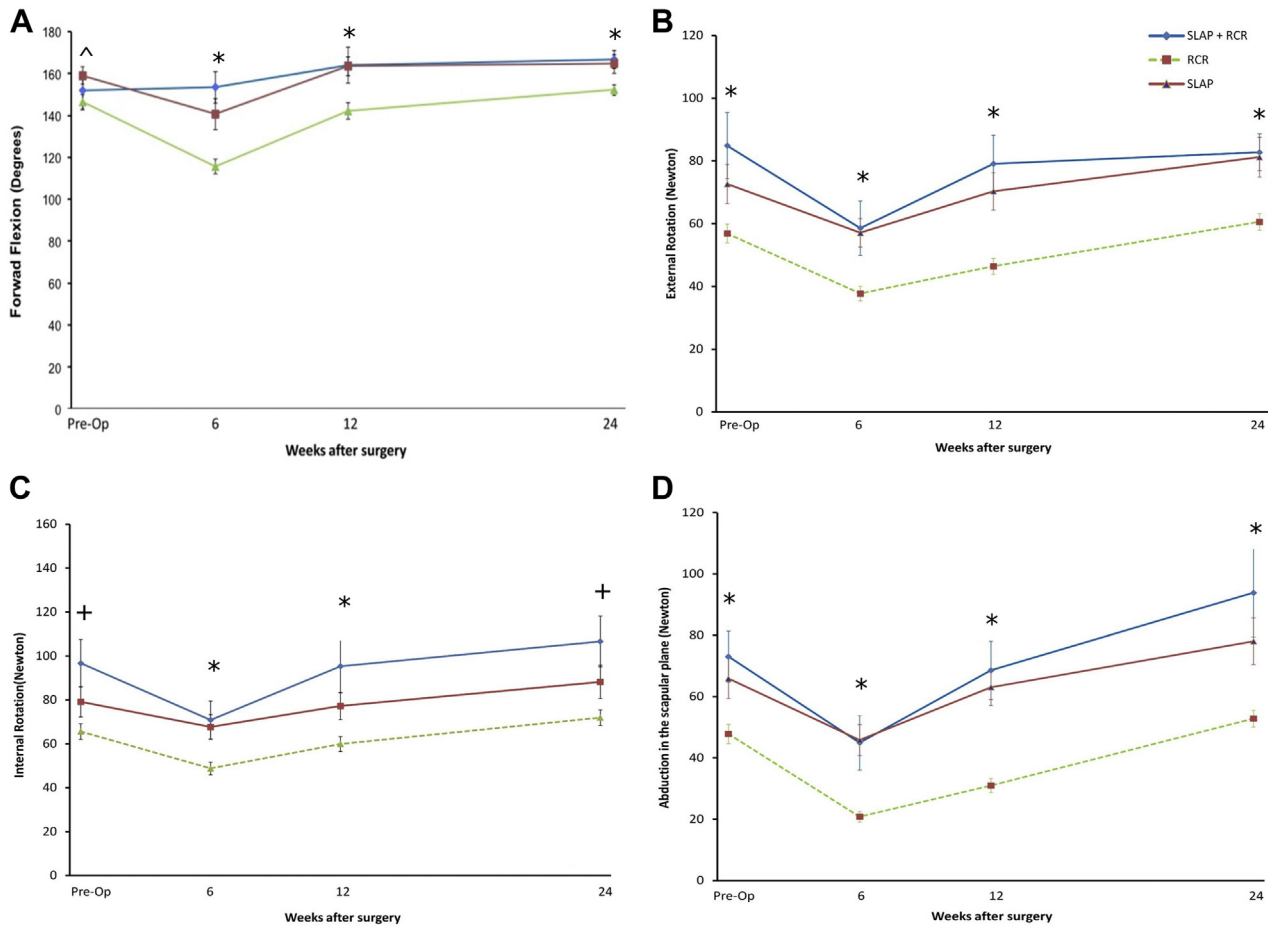 A
180
160
140
120
100
80
60
40
20
0
^
*
*
*
Forwad Flexion (Degrees)
Pre-Op 6 12 24
Weeks after surgery
B
120
100
80
60
40
20
0
*
*
*
*
External Rotation (Newton)
SLAP + RCR
RCR
SLAP
Pre-Op 6 12 24
Weeks after surgery
C
160
140
120
100
80
60
40
20
0
+
*
*
+
Internal Rotation(Newton)
Pre-Op 6 12 24
Weeks after surgery
D
120
100
80
60
40
20
0
*
*
*
*
Abduction in the scapular plane (Newton)
Pre-Op 6 12 24
Weeks after surgery